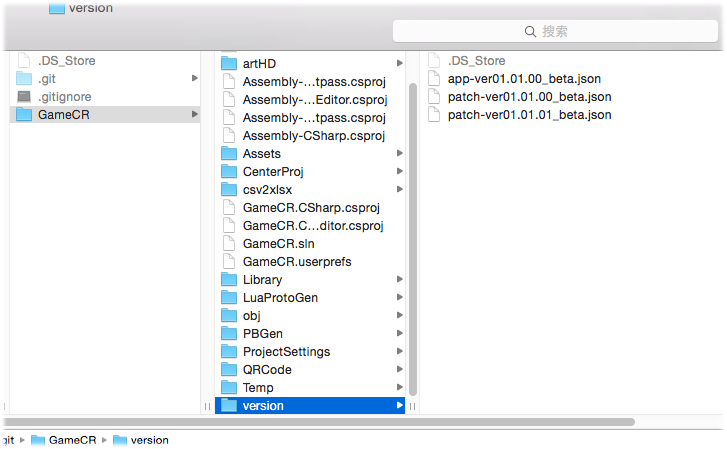 version
搜索
.DS_Store
.git
.gitignore
GameCR
artHD
Assembly-...tpass.csproj
Assembly-...Editor.csproj
Assembly-...tpass.csproj
Assembly-CSharp.csproj
Assets
CenterProj
csv2xlsx
GameCR.CSharp.csproj
GameCR.C...ditor.csproj
GameCR.sln
GameCR.userprefs
Library
LuaProtoGen
obj
PBGen
ProjectSettings
QRCode
Temp
version
.DS_Store
app-ver01.01.00_beta.json
patch-ver01.01.00_beta.json
patch-ver01.01.01_beta.json
git ▸ GameCR ▸ version